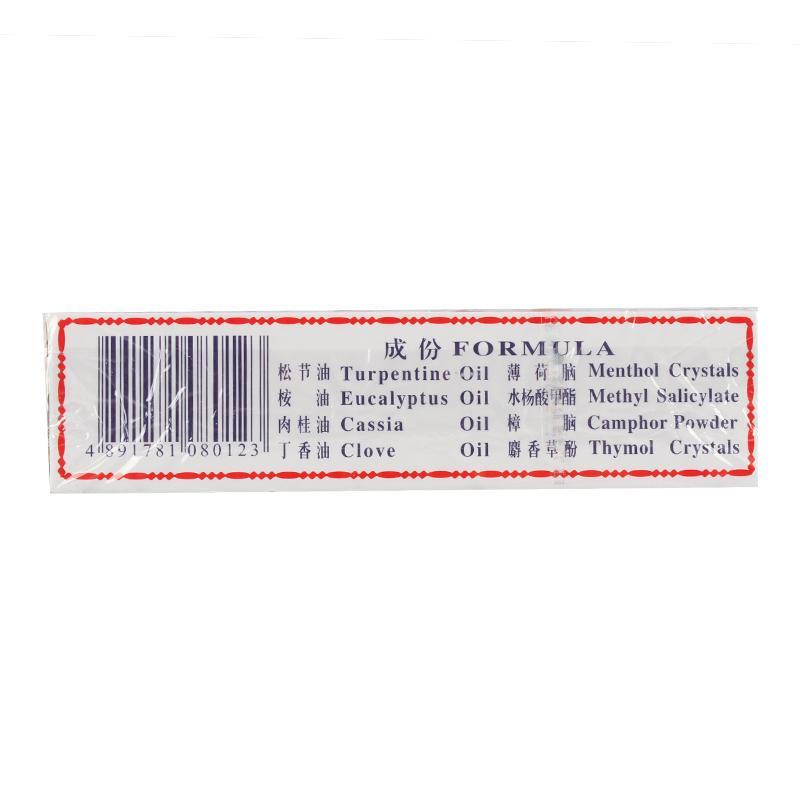 成份 FORMULA
松节油 Turpentine Oil 薄荷脑 Menthol Crystals
桉油 Eucalyptus Oil 水杨酸甲酯 Methyl Salicylate
肉桂油 Cassia Oil 樟脑 Camphor Powder
丁香油 Clove Oil 麝香草酚 Thymol Crystals
4 891781 080123